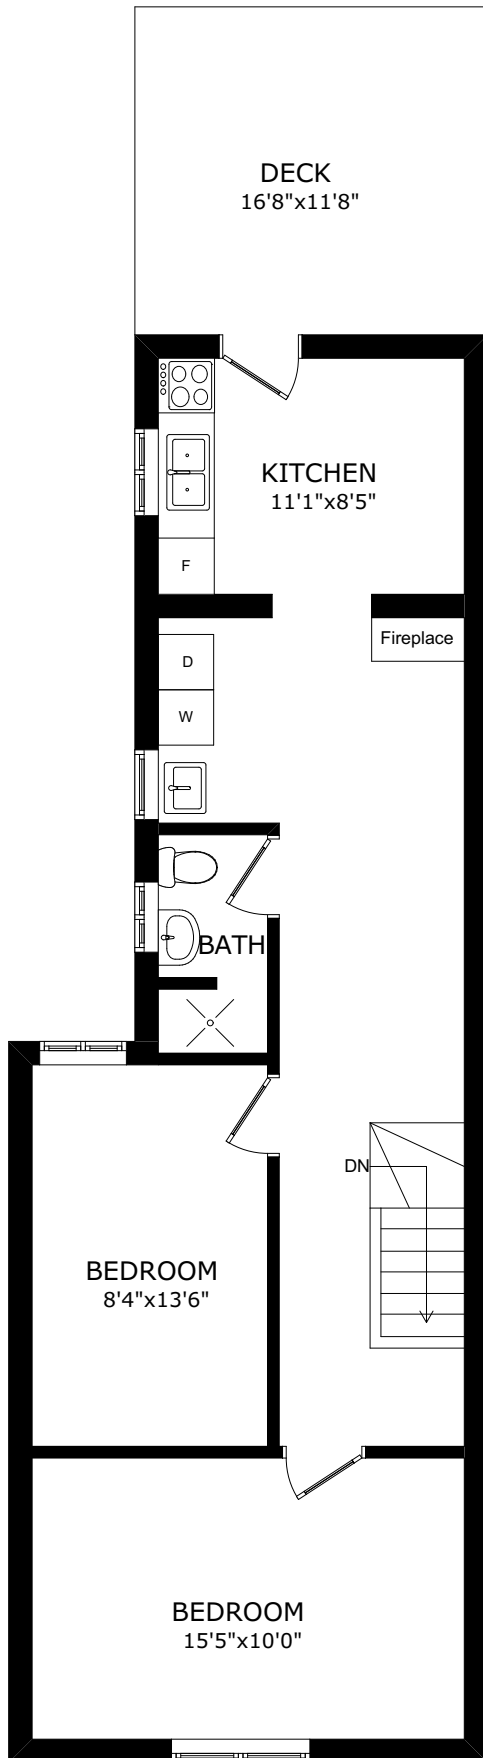 DECK
16'8"x11'8"
KITCHEN
11'1"x8'5"
F
Fireplace
D
W
BATH
DN
BEDROOM
8'4"x13'6"
BEDROOM
15'5"x10'0"